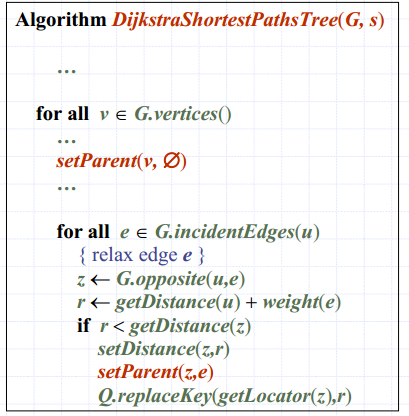 Algorithm DijkstraShortestPathsTree(G, s)
…
for all v ∈ G.vertices()
…
setParent(v, ∅)
…
for all e ∈ G.incidentEdges(u)
{ relax edge e }
z ← G.opposite(u,e)
r ← getDistance(u) + weight(e)
if r < getDistance(z)
setDistance(z,r)
setParent(z,e)
Q.replaceKey(getLocator(z),r)